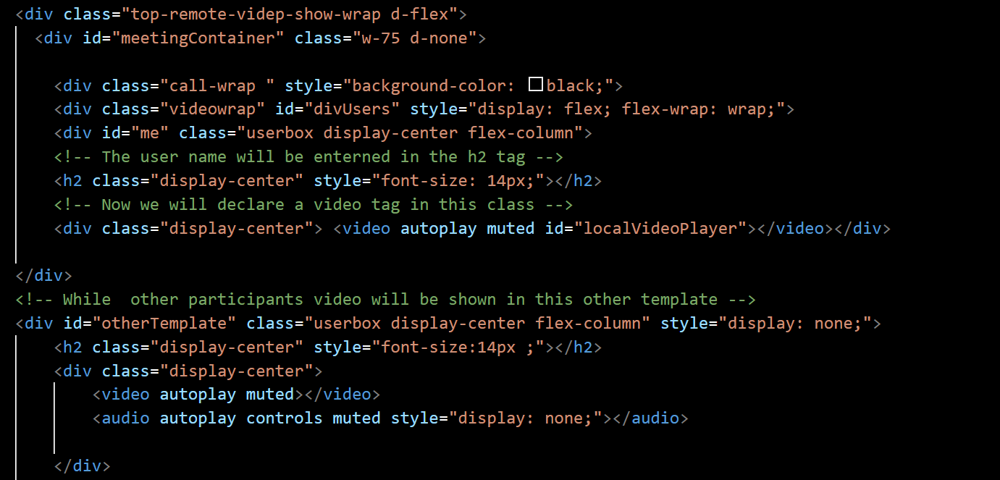 <div class="top-remote-videp-show-wrap d-flex">
<div id="meetingContainer" class="w-75 d-none">
<div class="call-wrap " style="background-color: black;">
<div class="videowrap" id="divUsers" style="display: flex; flex-wrap: wrap;">
<div id="me" class="userbox display-center flex-column">
<!-- The user name will be enterned in the h2 tag -->
<h2 class="display-center" style="font-size: 14px;"></h2>
<!-- Now we will declare a video tag in this class -->
<div class="display-center"> <video autoplay muted id="localVideoPlayer"></video></div>
</div>
<!-- While  other participants video will be shown in this other template -->
<div id="otherTemplate" class="userbox display-center flex-column" style="display: none;">
<h2 class="display-center" style="font-size:14px ;"></h2>
<div class="display-center">
<video autoplay muted></video>
<audio autoplay controls muted style="display: none;"></audio>
</div>